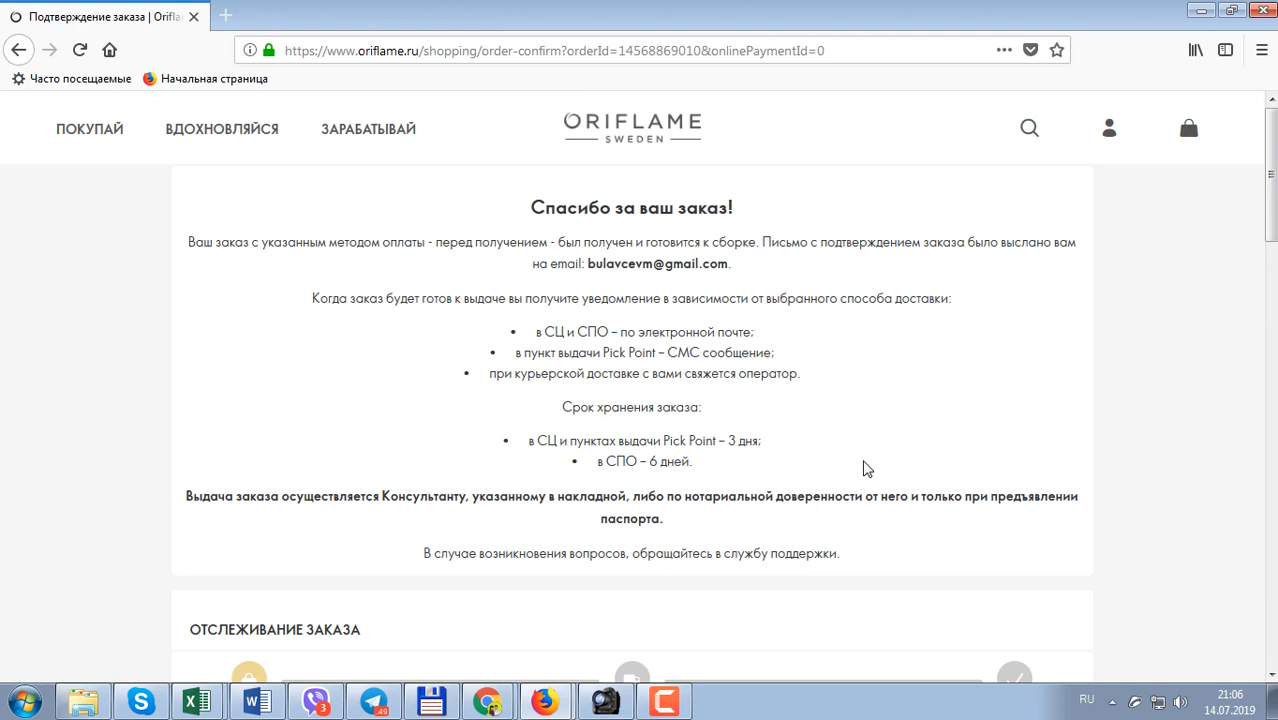 Подтверждение заказа | Orifla
https://www.oriflame.ru/shopping/order-confirm?orderId=14568869010&onlinePaymentId=0
Часто посещаемые
Начальная страница
ПОКУПАЙ
ВДОХНОВЛЯЙСЯ
ЗАРАБАТЫВАЙ
ORIFLAME
SWEDEN
Спасибо за ваш заказ!
Ваш заказ с указанным методом оплаты - перед получением - был получен и готовится к сборке. Письмо с подтверждением заказа было выслано вам
на email: bulavcevm@gmail.com.
Когда заказ будет готов к выдаче вы получите уведомление в зависимости от выбранного способа доставки:
• в СЦ и СПО – по электронной почте;
• в пункт выдачи Pick Point – СМС сообщение;
• при курьерской доставке с вами свяжется оператор.
Срок хранения заказа:
• в СЦ и пунктах выдачи Pick Point – 3 дня;
• в СПО – 6 дней.
Выдача заказа осуществляется Консультанту, указанному в накладной, либо по нотариальной доверенности от него и только при предъявлении
паспорта.
В случае возникновения вопросов, обращайтесь в службу поддержки.
ОТСЛЕЖИВАНИЕ ЗАКАЗА
3
49
RU
21:06
14.07.2019